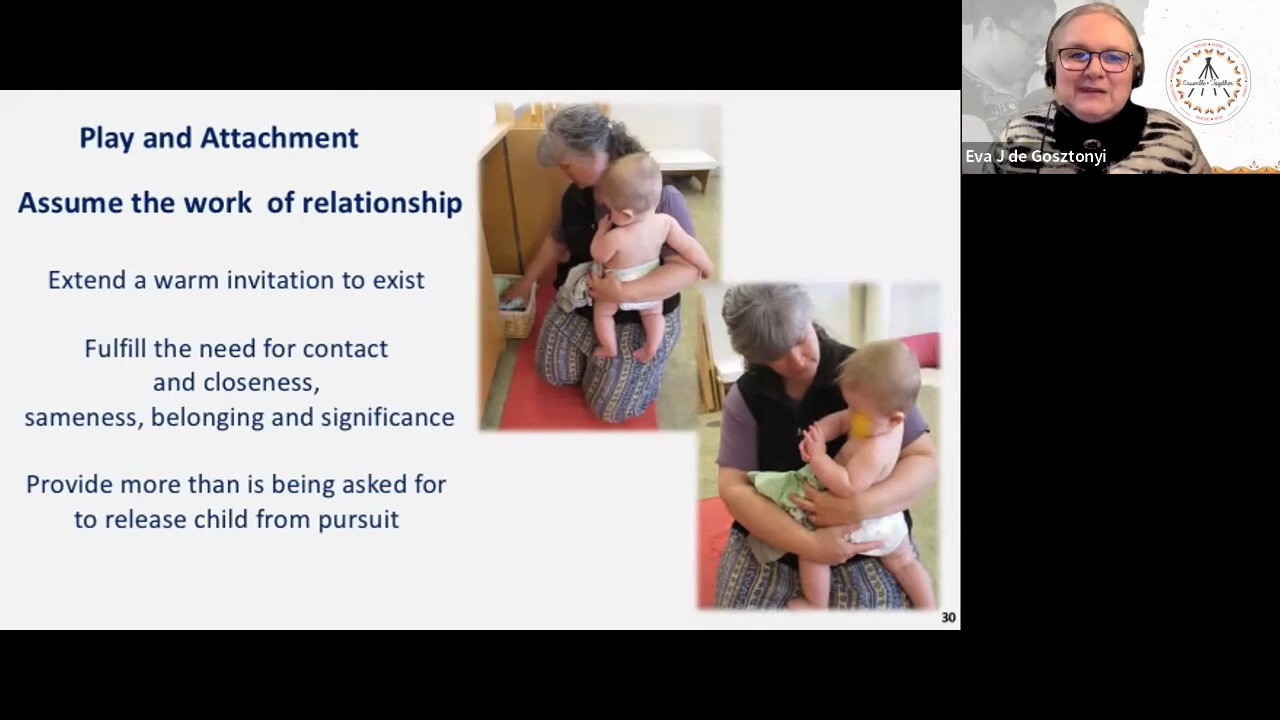 Play and Attachment
Assume the work of relationship
Extend a warm invitation to exist
Fulfill the need for contact
and closeness,
sameness, belonging and significance
Provide more than is being asked for
to release child from pursuit
30
Eva J de Gosztonyi
Ensemble • Together